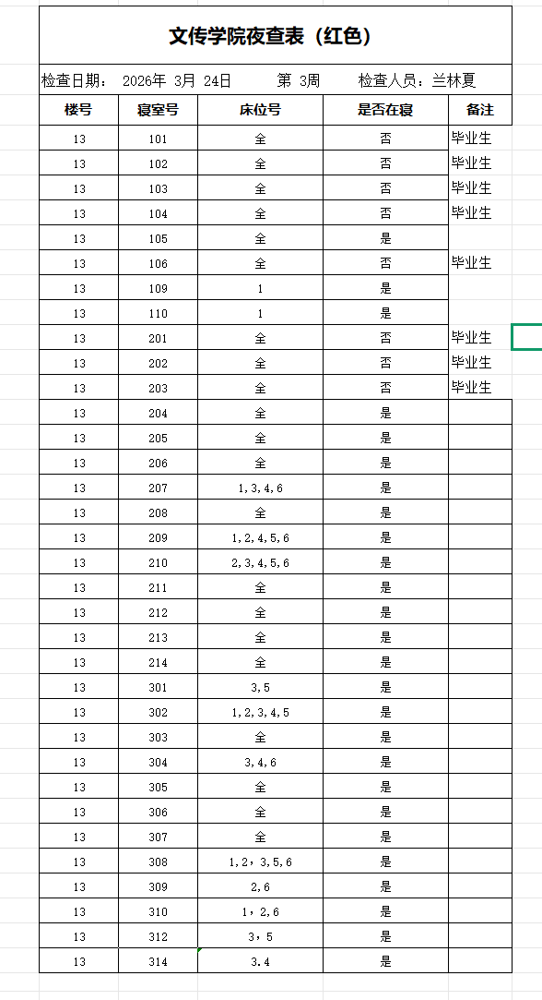 文传学院夜查表（红色）
检查日期： 2026年 3月 24日 第 3周 检查人员：兰林夏
楼号 寝室号 床位号 是否在寝 备注
13 101 全 否 毕业生
13 102 全 否 毕业生
13 103 全 否 毕业生
13 104 全 否 毕业生
13 105 全 是
13 106 全 否 毕业生
13 109 1 是
13 110 1 是
13 201 全 否 毕业生
13 202 全 否 毕业生
13 203 全 否 毕业生
13 204 全 是
13 205 全 是
13 206 全 是
13 207 1,3,4,6 是
13 208 全 是
13 209 1,2,4,5,6 是
13 210 2,3,4,5,6 是
13 211 全 是
13 212 全 是
13 213 全 是
13 214 全 是
13 301 3,5 是
13 302 1,2,3,4,5 是
13 303 全 是
13 304 3,4,6 是
13 305 全 是
13 306 全 是
13 307 全 是
13 308 1,2，3,5,6 是
13 309 2,6 是
13 310 1，2,6 是
13 312 3，5 是
13 314 3.4 是